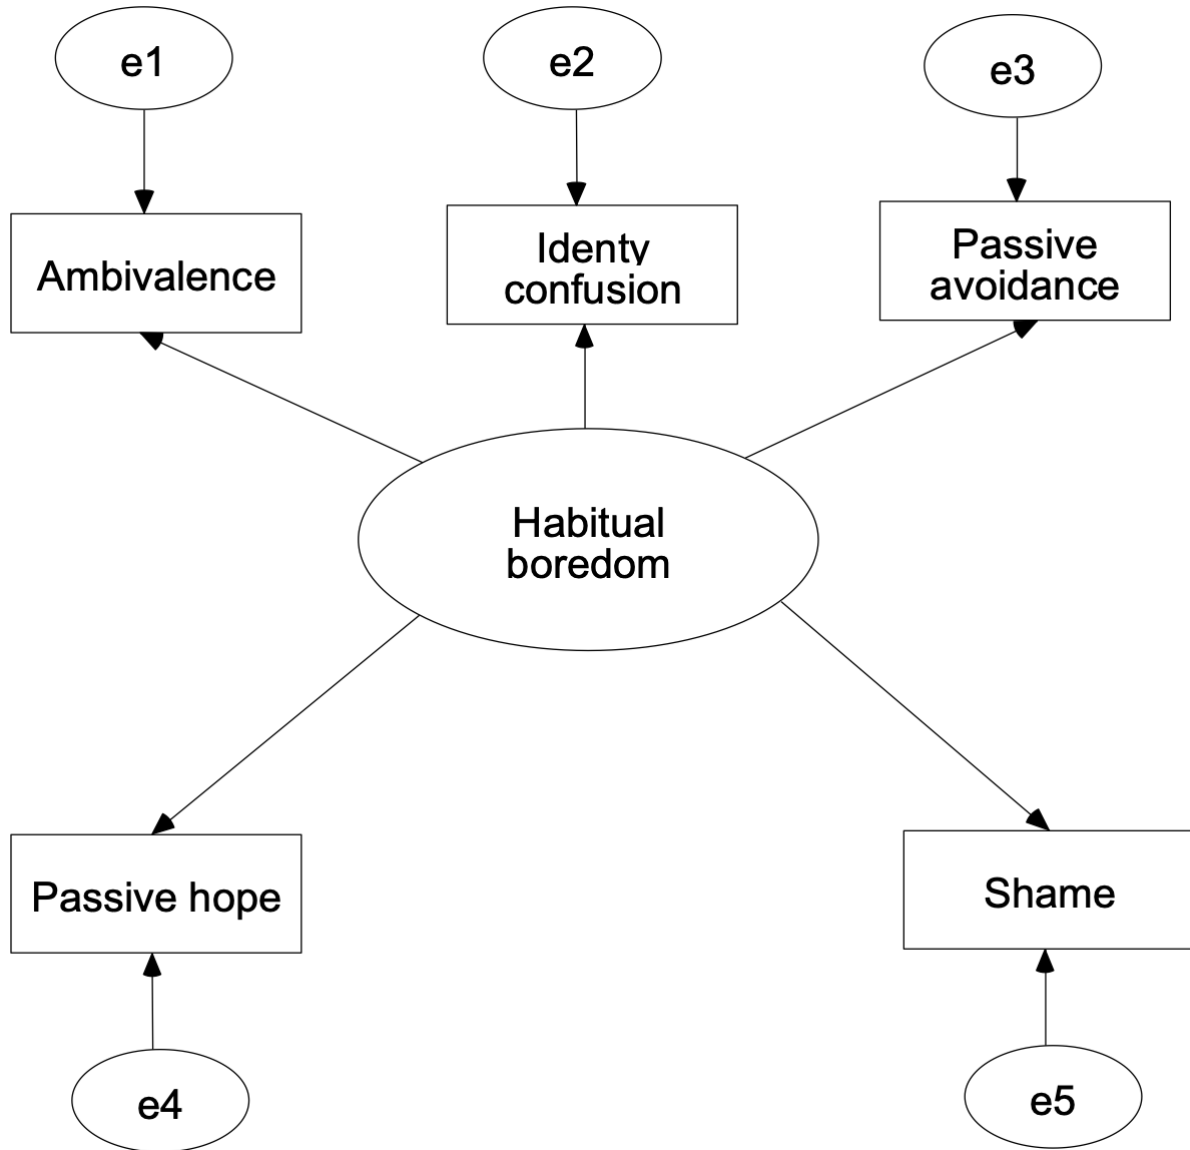 e1
e2
e3
Ambivalence
Identy
confusion
Passive
avoidance
Habitual
boredom
Passive hope
Shame
e4
e5